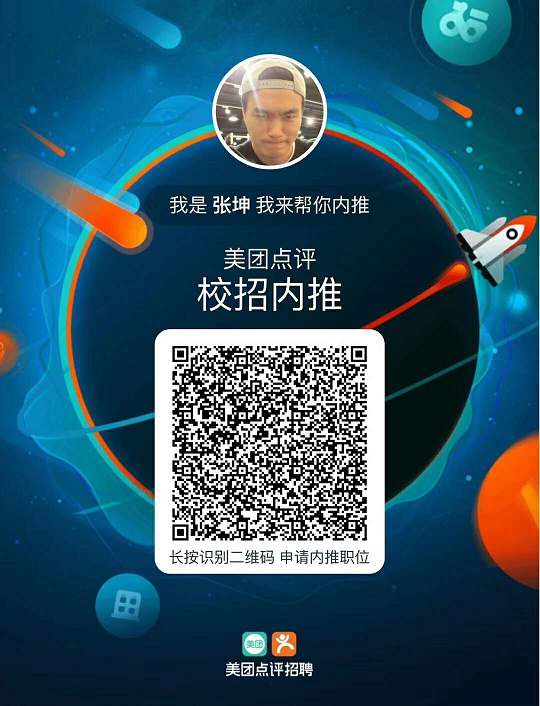 我是 张坤 我来帮你内推
美团点评
校招内推
长按识别二维码 申请内推职位
美团
美团点评招聘